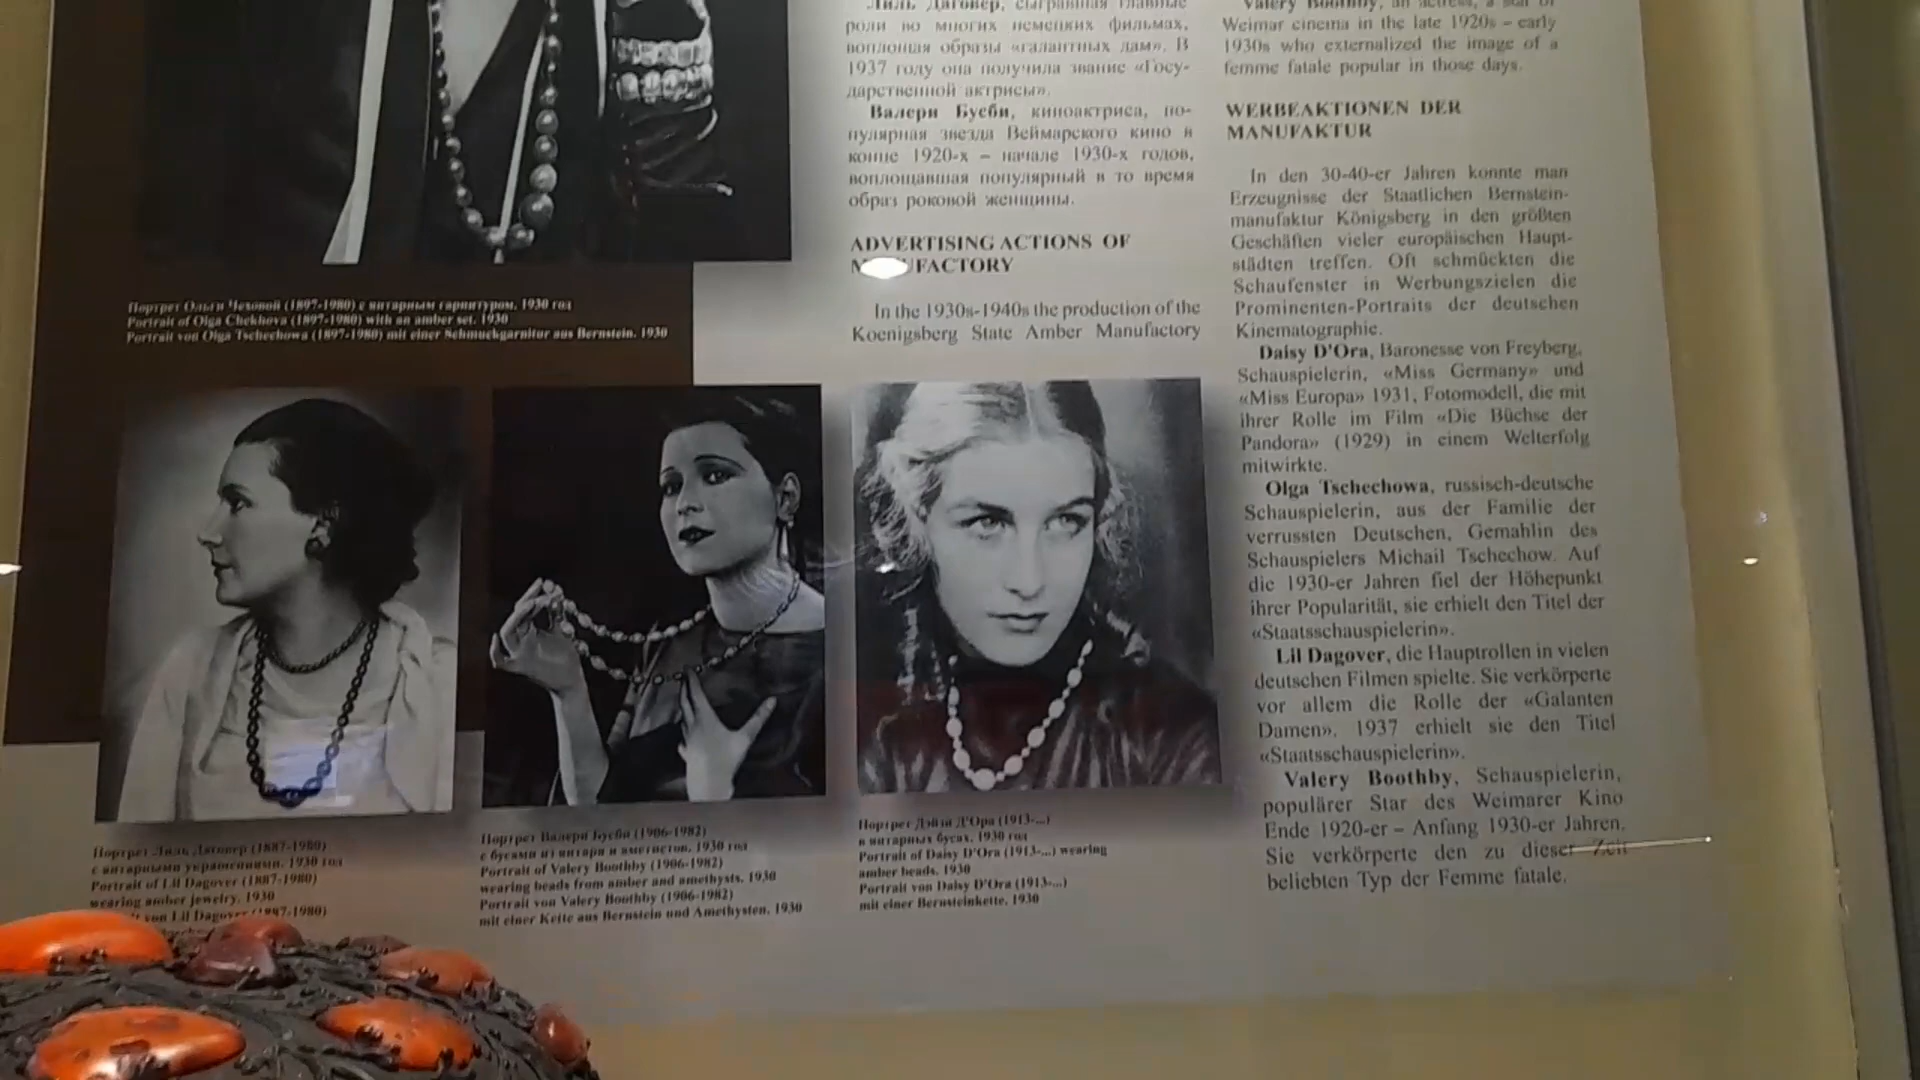 Лиль Даговер, сыгравшая главные
роли во многих немецких фильмах,
воплощая образы «галантных дам». В
1937 году она получила звание «Госу-
дарственной актрисы».
Валери Бусби, киноактриса, по-
пулярная звезда Веймарского кино в
конце 1920-х – начале 1930-х годов,
воплощавшая популярный в то время
образ роковой женщины.
ADVERTISING ACTIONS OF
MANUFACTORY
In the 1930s-1940s the production of the
Koenigsberg State Amber Manufactory
Valery Boothby, an actress, a star of
Weimar cinema in the late 1920s – early
1930s who externalized the image of a
femme fatale popular in those days.
WERBEAKTIONEN DER
MANUFAKTUR
In den 30-40-er Jahren konnte man
Erzeugnisse der Staatlichen Bernstein-
manufaktur Königsberg in den größten
Geschäften vieler europäischen Haupt-
städten treffen. Oft schmückten die
Schaufenster in Werbungszielen die
Prominenten-Portraits der deutschen
Kinematographie.
Daisy D'Ora, Baronesse von Freyberg,
Schauspielerin, «Miss Germany» und
«Miss Europa» 1931, Fotomodell, die mit
ihrer Rolle im Film «Die Büchse der
Pandora» (1929) in einem Welterfolg
mitwirkte.
Olga Tschechowa, russisch-deutsche
Schauspielerin, aus der Familie der
verrussten Deutschen, Gemahlin des
Schauspielers Michail Tschechow. Auf
die 1930-er Jahren fiel der Höhepunkt
ihrer Popularität, sie erhielt den Titel der
«Staatsschauspielerin».
Lil Dagover, die Hauptrollen in vielen
deutschen Filmen spielte. Sie verkörperte
vor allem die Rolle der «Galanten
Damen». 1937 erhielt sie den Titel
«Staatsschauspielerin».
Valery Boothby, Schauspielerin,
populärer Star des Weimarer Kino
Ende 1920-er – Anfang 1930-er Jahren.
Sie verkörperte den zu dieser Zeit
beliebten Typ der Femme fatale.
Портрет Ольги Чеховой (1897-1980) с янтарным гарнитуром. 1930 год
Portrait of Olga Chekhova (1897-1980) with an amber set. 1930
Portrait von Olga Tschechowa (1897-1980) mit einer Schmuckgarnitur aus Bernstein. 1930
Портрет Лиль Даговер (1887-1980)
с янтарными украшениями. 1930 год
Portrait of Lil Dagover (1887-1980)
wearing amber jewelry. 1930
von Lil Dagover (1887-1980)
Портрет Валери Бусби (1906-1982)
с бусами из янтаря и аметистов. 1930 год
Portrait of Valery Boothby (1906-1982)
wearing beads from amber and amethysts. 1930
Portrait von Valery Boothby (1906-1982)
mit einer Kette aus Bernstein und Amethysten. 1930
Портрет Дэйзи Д'Ора (1913-...)
в янтарных бусах. 1930 год
Portrait of Daisy D'Ora (1913-...) wearing
amber beads. 1930
Portrait von Daisy D'Ora (1913-...)
mit einer Bernsteinkette. 1930